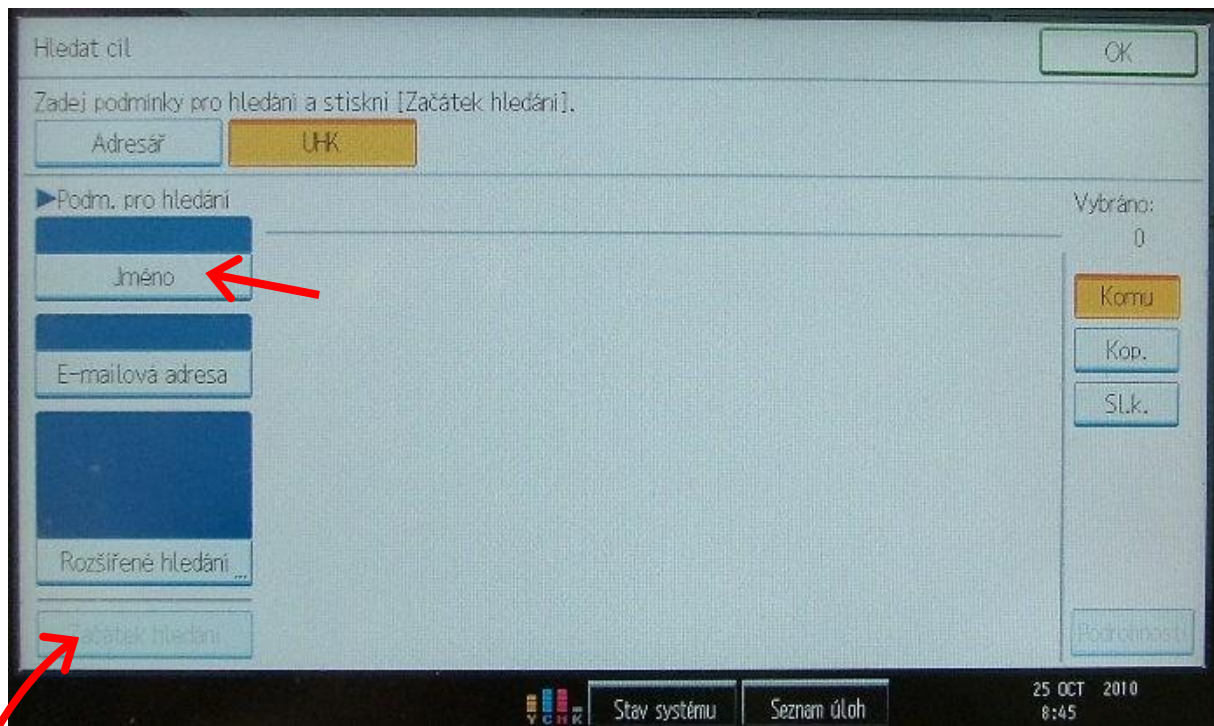 Hledat cíl
OK
Zadej podmínky pro hledání a stiskni [Začátek hledání].
Adresář
UHK
▶Podm. pro hledání
Vybráno:
0
Jméno
Komu
E-mailová adresa
Kop.
Sl.k.
Rozšířené hledání
Začátek hledání
Podrobnosti
Y C M K
Stav systému
Seznam úloh
25 OCT 2010
8:45